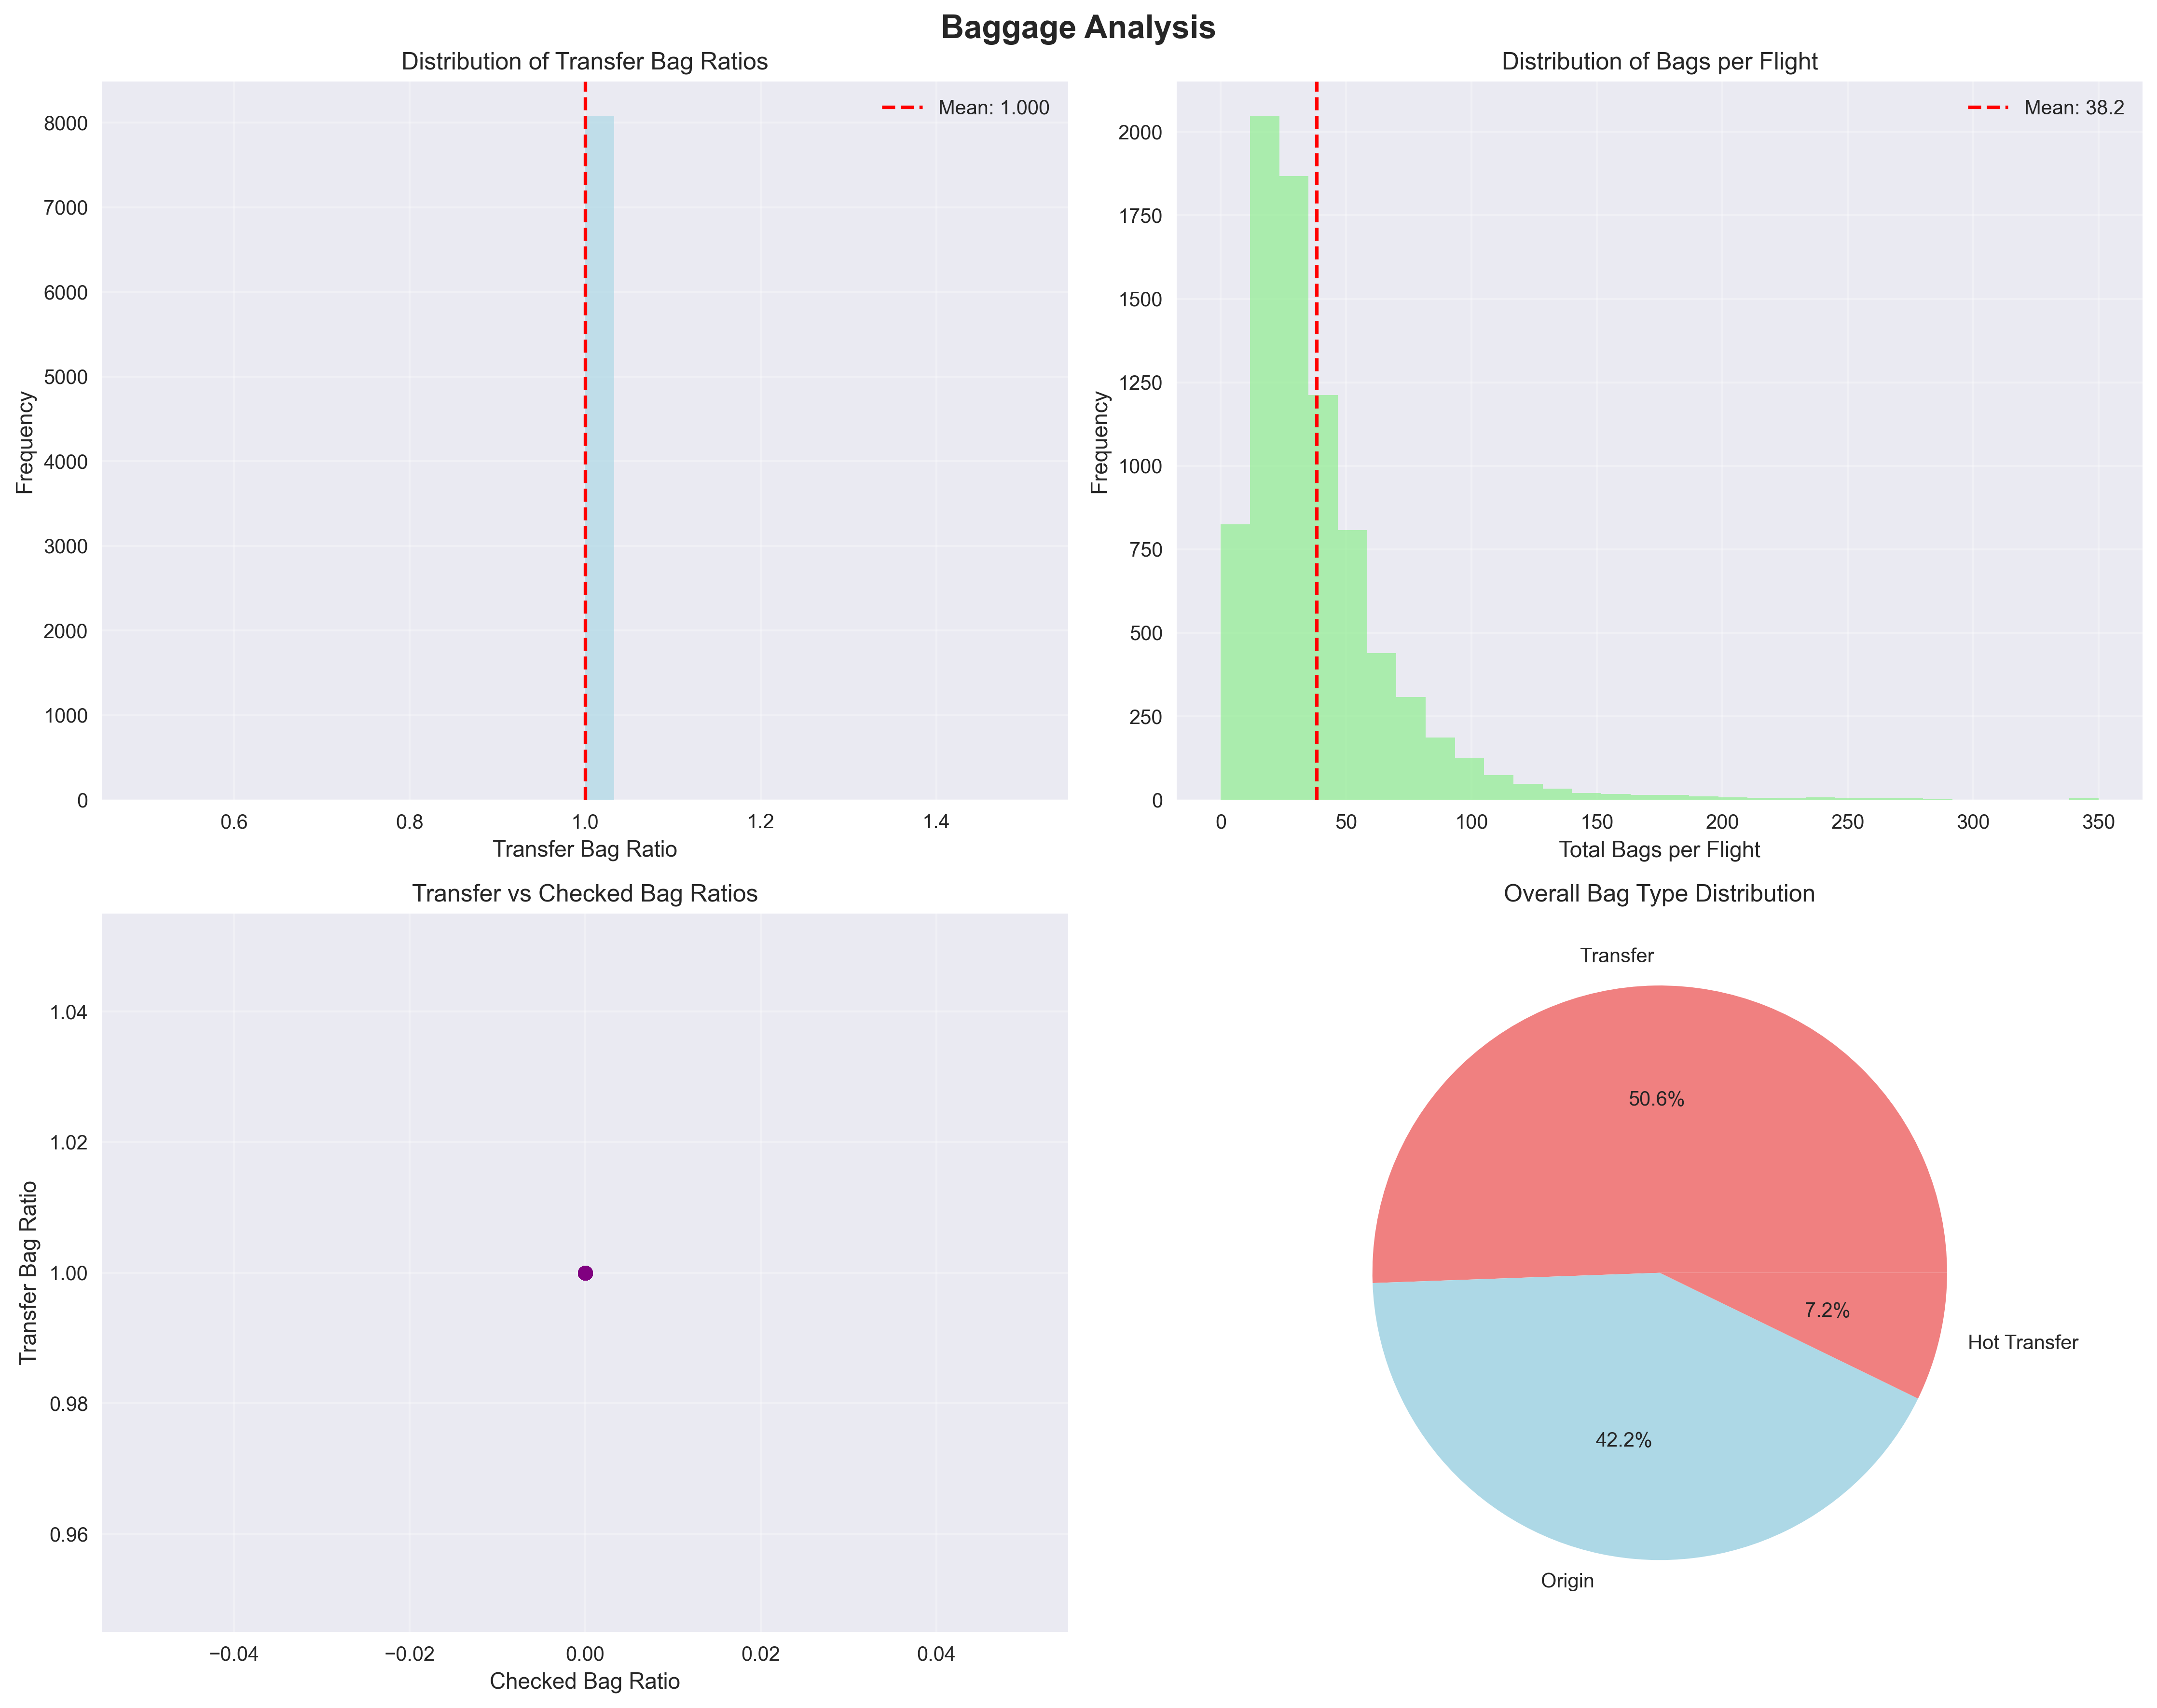 Baggage Analysis
Distribution of Transfer Bag Ratios
Mean: 1.000
Frequency
8000
7000
6000
5000
4000
3000
2000
1000
0
0.6 0.8 1.0 1.2 1.4
Transfer Bag Ratio
Distribution of Bags per Flight
Mean: 38.2
Frequency
2000
1750
1500
1250
1000
750
500
250
0
0 50 100 150 200 250 300 350
Total Bags per Flight
Transfer vs Checked Bag Ratios
Transfer Bag Ratio
1.04
1.02
1.00
0.98
0.96
−0.04 −0.02 0.00 0.02 0.04
Checked Bag Ratio
Overall Bag Type Distribution
Transfer
50.6%
7.2%
Hot Transfer
42.2%
Origin